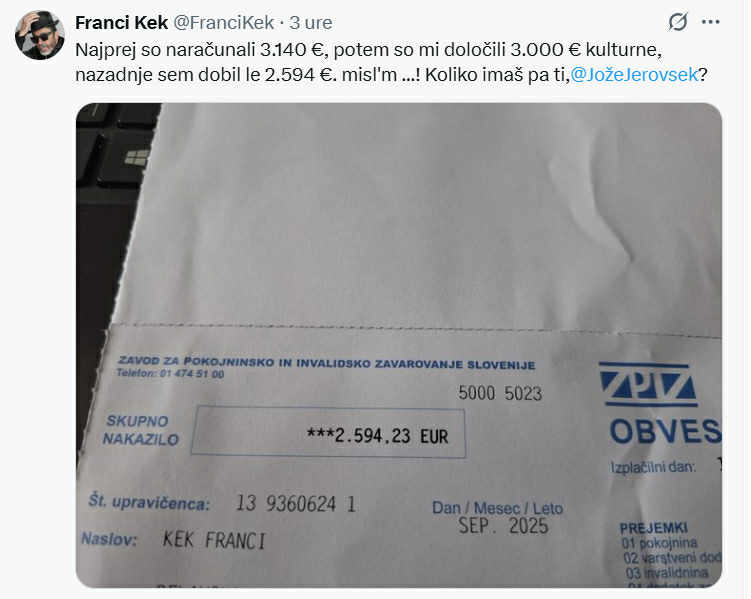 Franci Kek @FranciKek · 3 ure
Najprej so naračunali 3.140 €, potem so mi določili 3.000 € kulturne,
nazadnje sem dobil le 2.594 €. misl'm ...! Koliko imaš pa ti,@JožeJerovsek?
ZAVOD ZA POKOJNINSKO IN INVALIDSKO ZAVAROVANJE SLOVENIJE
Telefon: 01 474 51 00
5000 5023
ZPIZ
SKUPNO
NAKAZILO
***2.594,23 EUR
OBVES
Izplačilni dan:
Št. upravičenca: 13 9360624 1
Dan / Mesec / Leto
SEP. 2025
Naslov: KEK FRANCI
PREJEMKI
01 pokojnina
02 varstveni dod
03 invalidnina